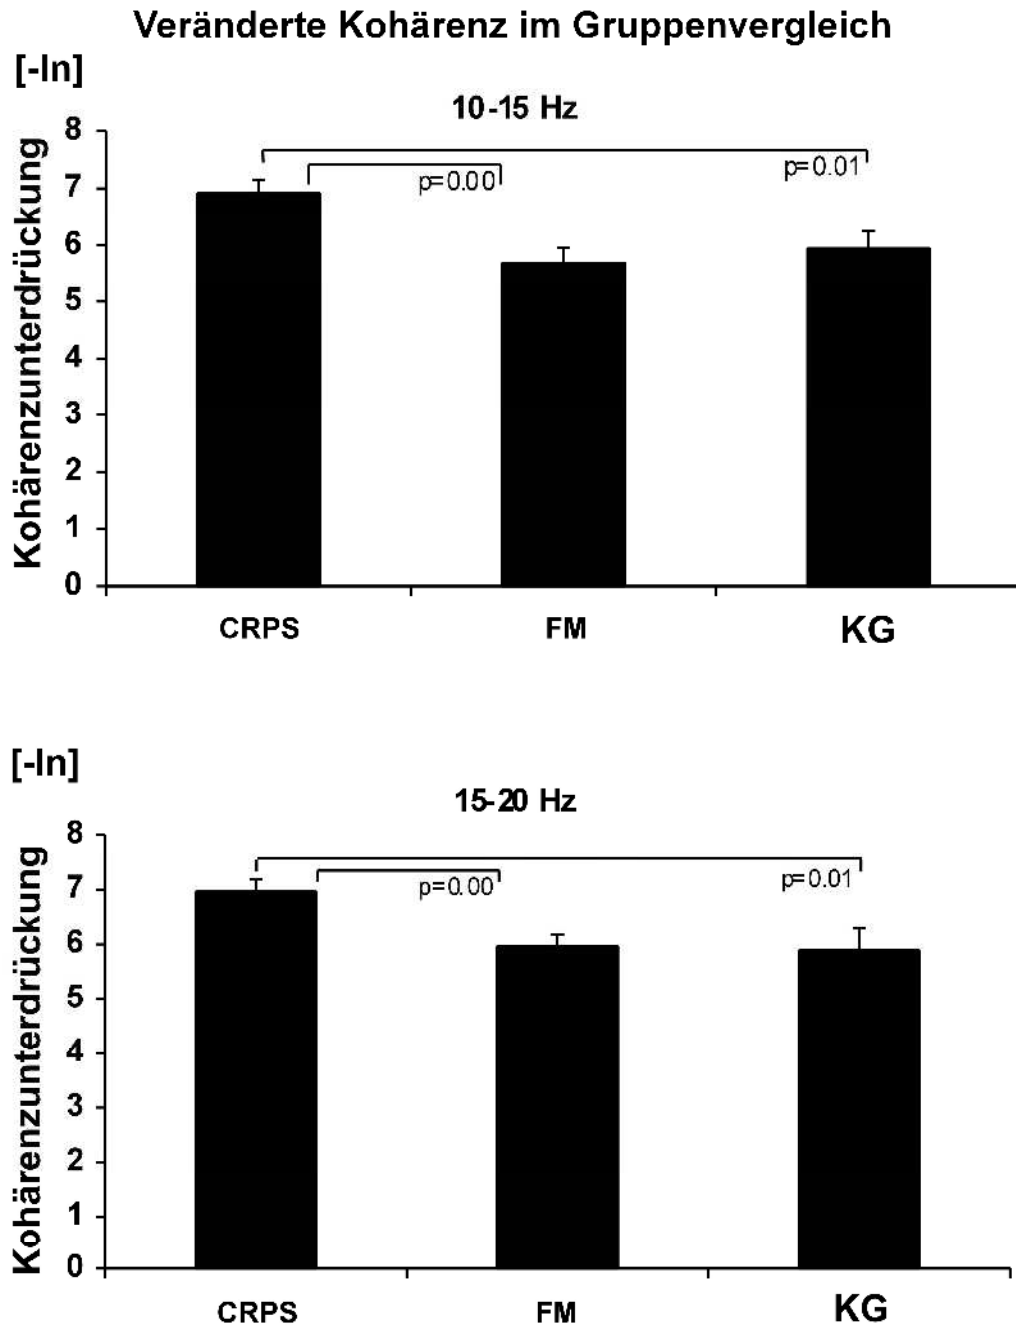 Veränderte Kohärenz im Gruppenvergleich
[-ln]
10-15 Hz
Kohärenzunterdrückung
8
7
6
5
4
3
2
1
0
p=0.00
p=0.01
CRPS
FM
KG
[-ln]
15-20 Hz
Kohärenzunterdrückung
8
7
6
5
4
3
2
1
0
p=0.00
p=0.01
CRPS
FM
KG